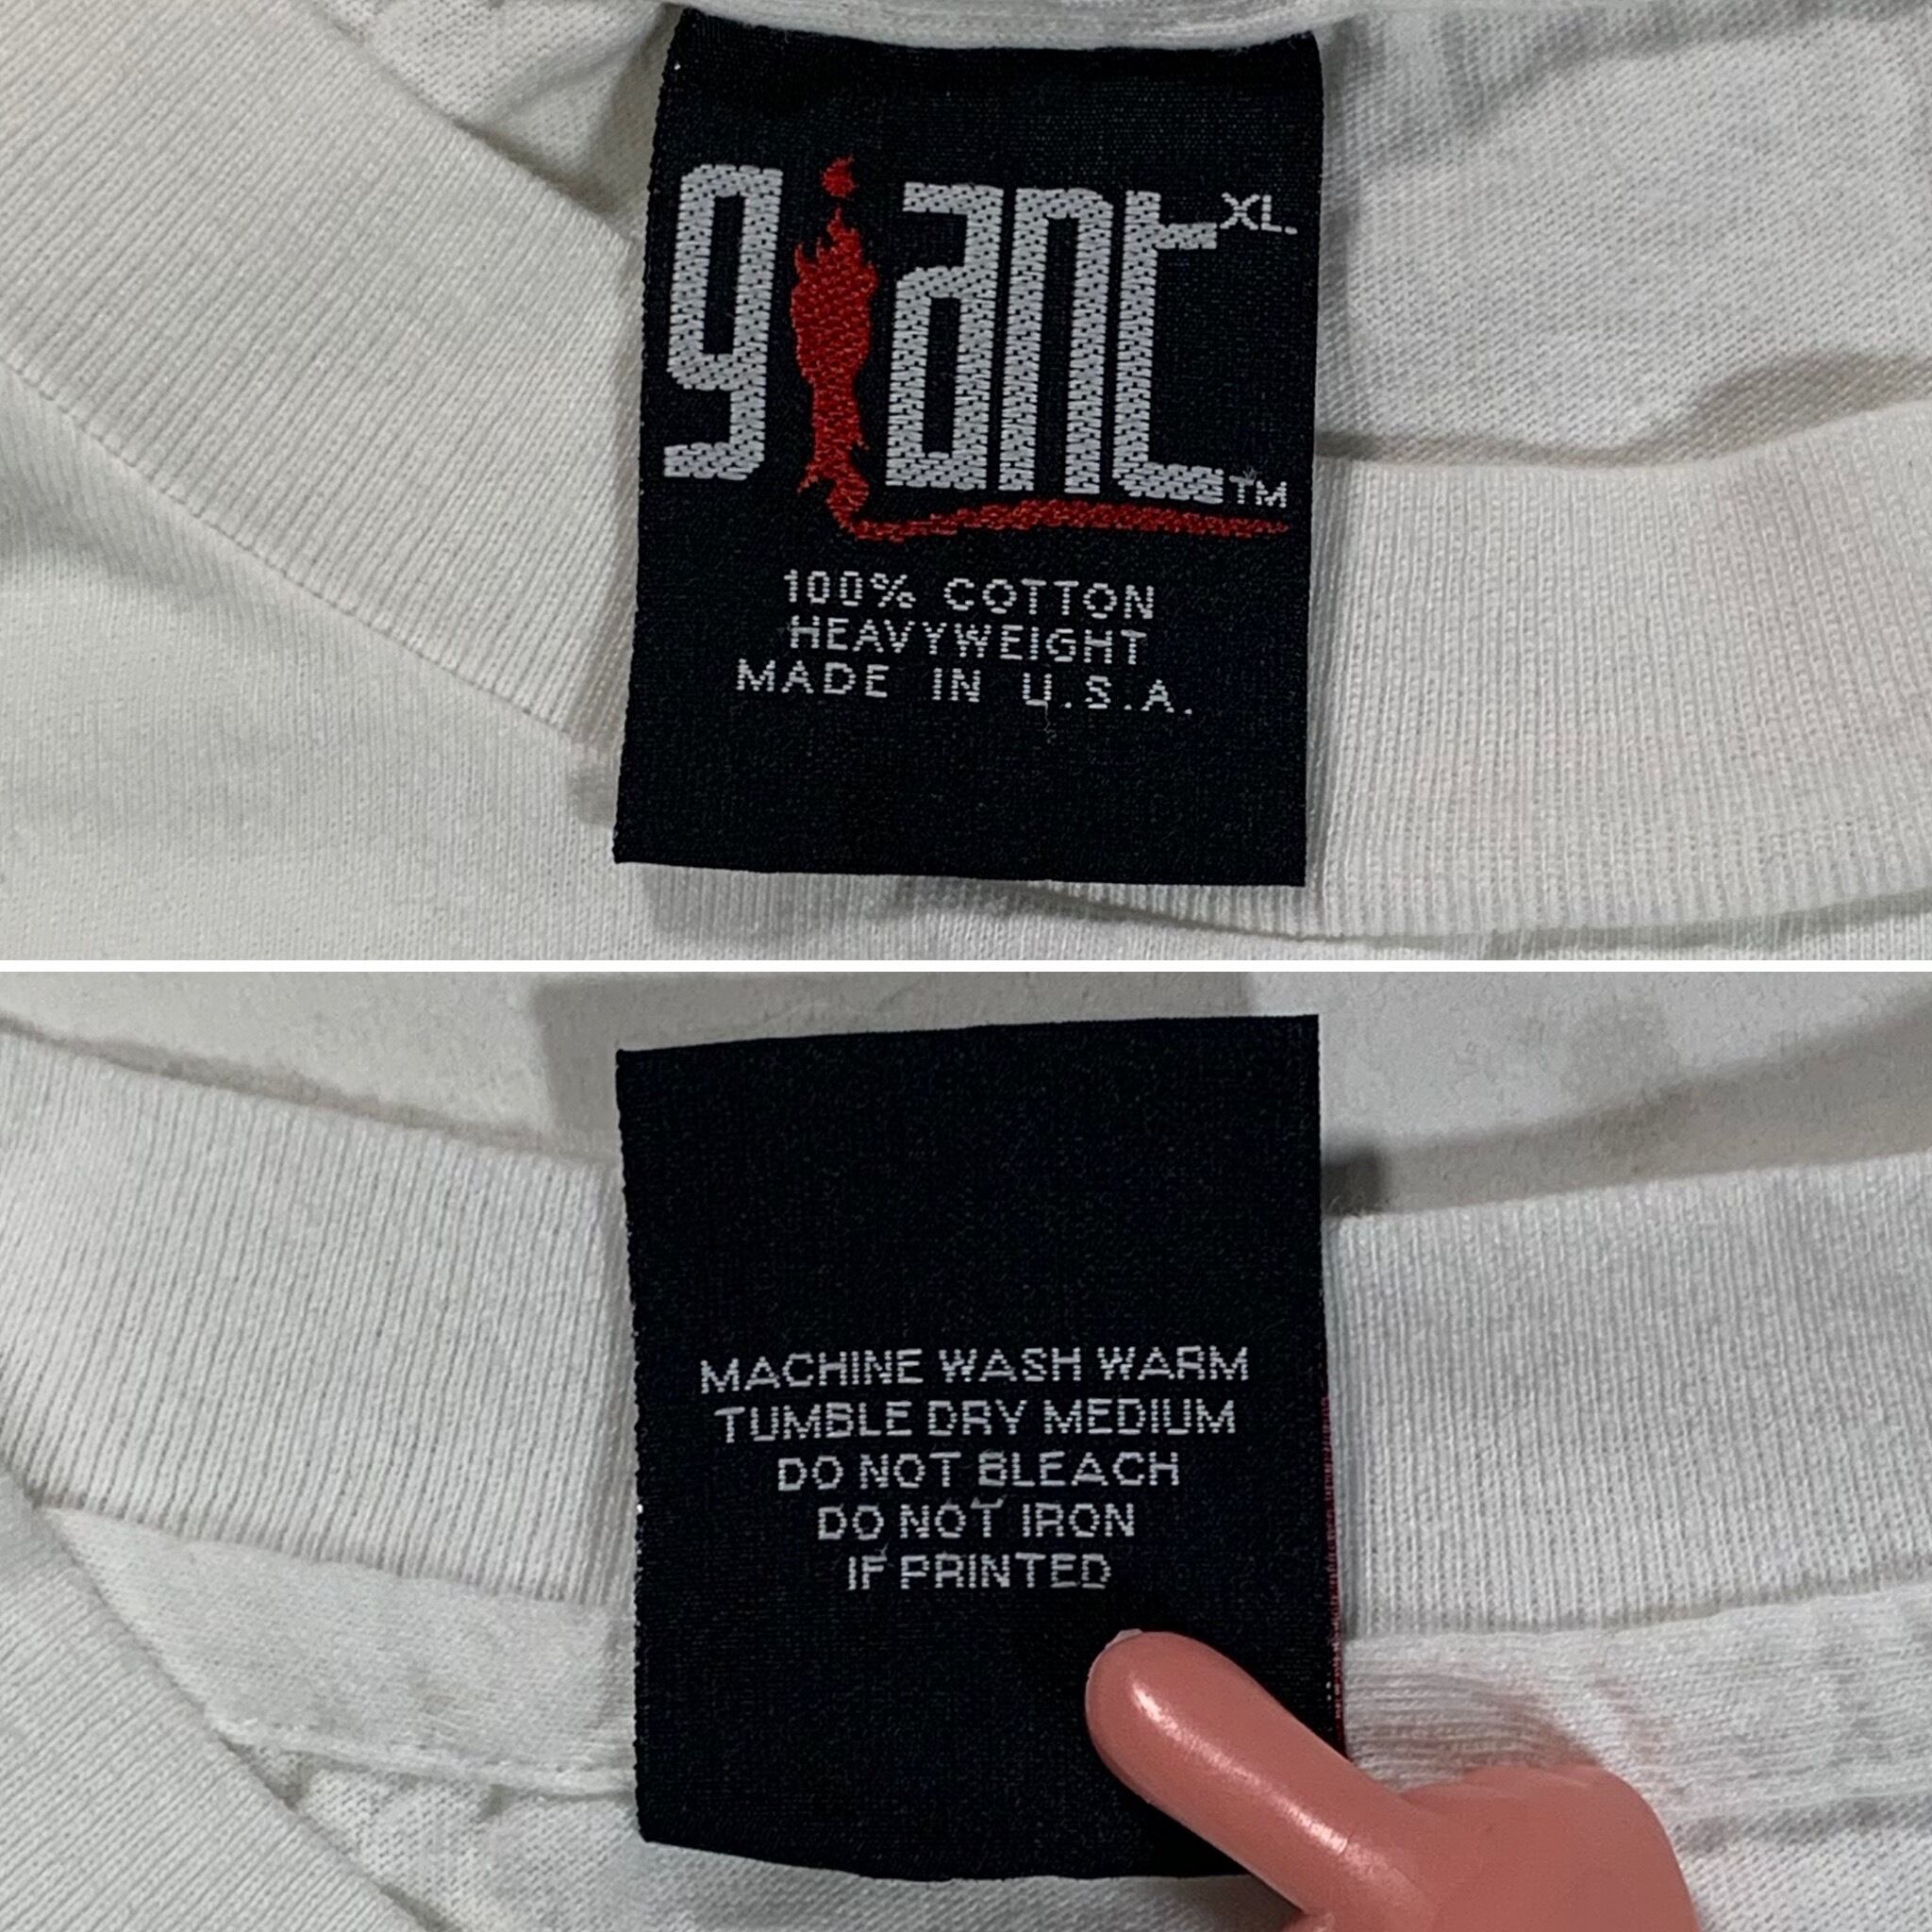 giant XL.
TM
100% COTTON
HEAVYWEIGHT
MADE IN U.S.A.
MACHINE WASH WARM
TUMBLE DRY MEDIUM
DO NOT BLEACH
DO NOT IRON
IF PRINTED